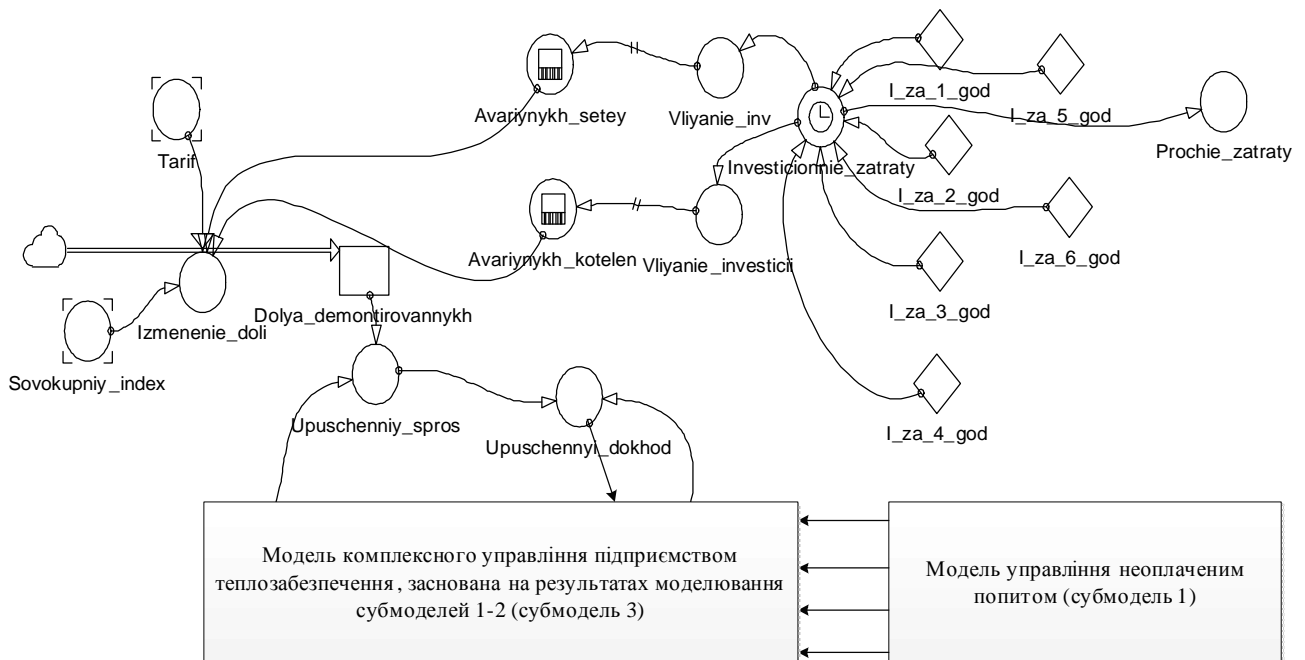 I_za_1_god
I_za_5_god
Avariynykh_setey
Vliyanie_inv
Prochie_zatraty
Tarif
Investicionnie_zatraty
I_za_2_god
Avariynykh_kotelen
Vliyanie_investicii
I_za_6_god
I_za_3_god
Dolya_demontirovannykh
Izmenenie_doli
Sovokupniy_index
Upuschenniy_spros
I_za_4_god
Upuschennyi_dokhod
Модель комплексного управління підприємством
теплозабезпечення , заснована на результатах моделювання
субмоделей 1-2 (субмодель 3)
Модель управління неоплаченим
попитом (субмодель 1)